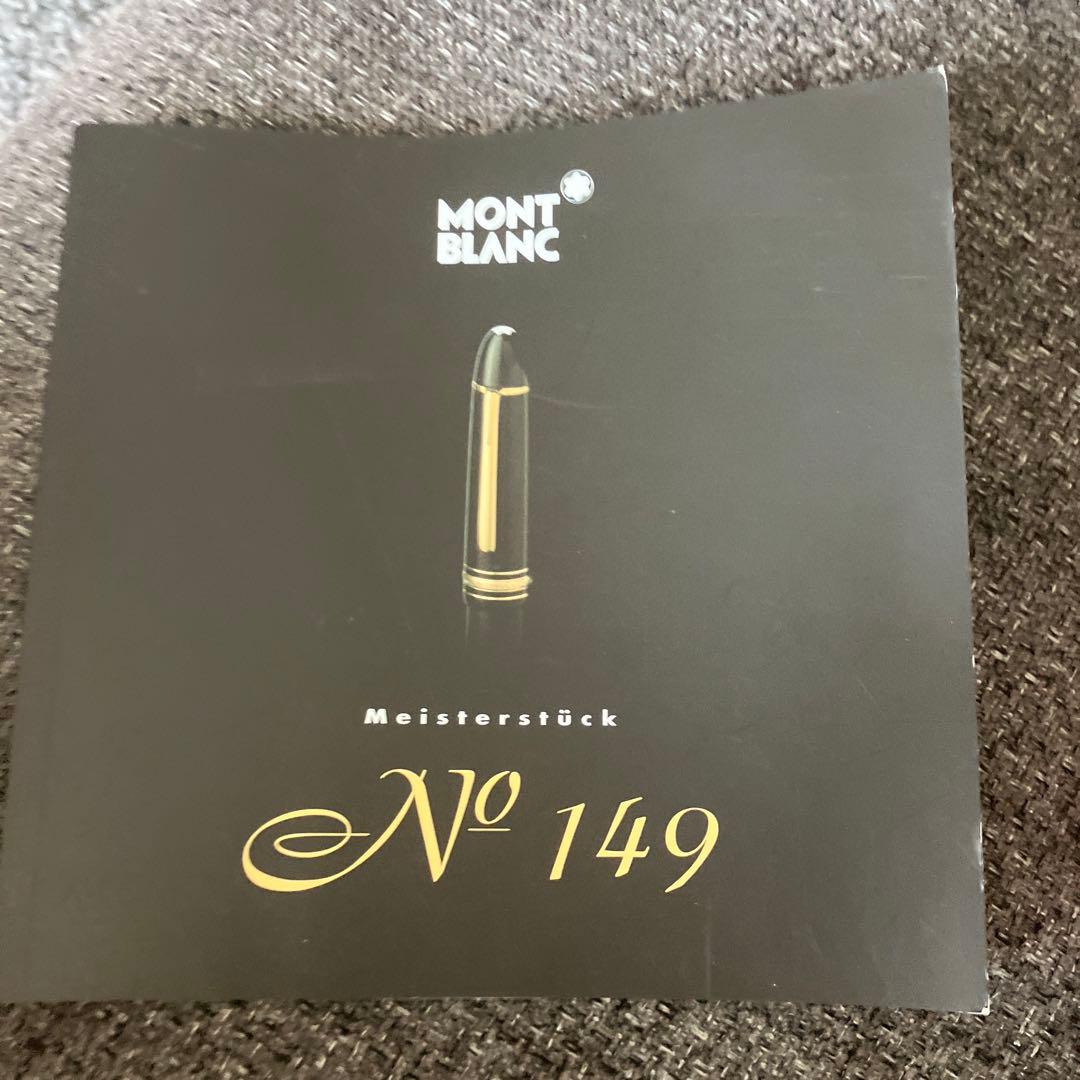 MONT
BLANC
Meisterstück
Nº 149